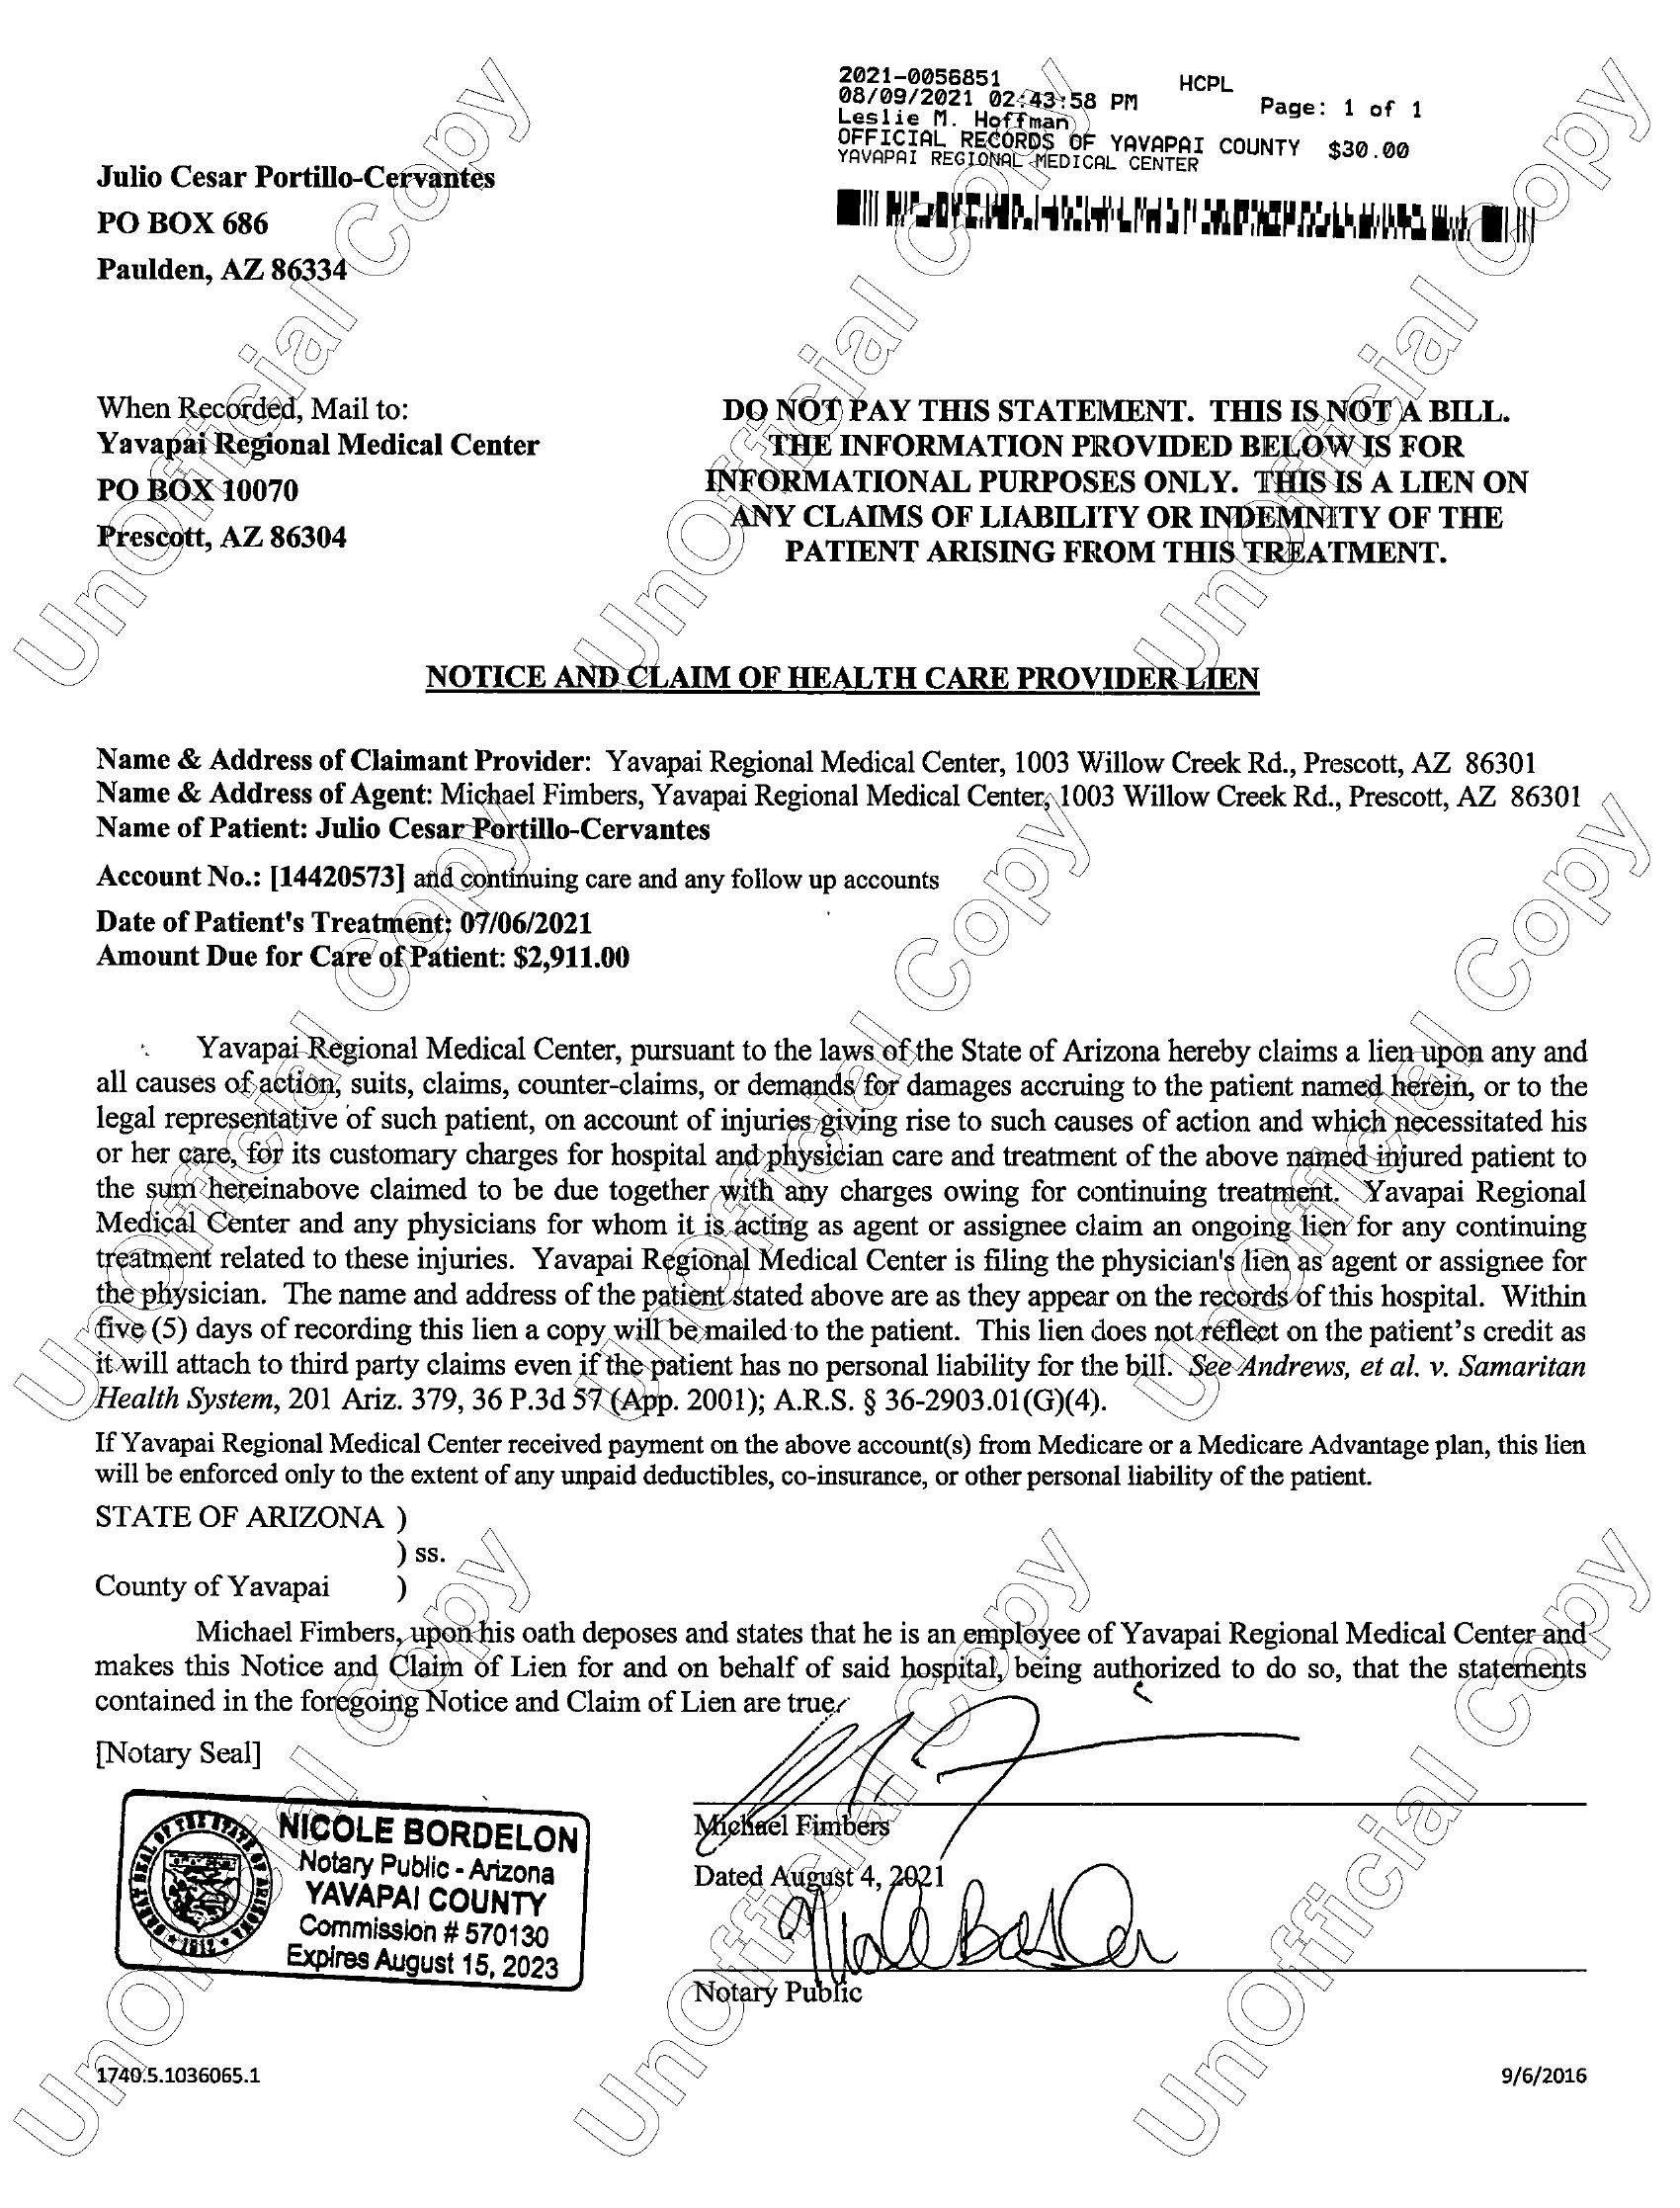 2021-0056851 HCPL
08/09/2021 02:43:58 PM Page: 1 of 1
Leslie M. Hoffman
OFFICIAL RECORDS OF YAVAPAI COUNTY $30.00
YAVAPAI REGIONAL MEDICAL CENTER
Julio Cesar Portillo-Cervantes
PO BOX 686
Paulden, AZ 86334
When Recorded, Mail to:
Yavapai Regional Medical Center
PO BOX 10070
Prescott, AZ 86304
DO NOT PAY THIS STATEMENT. THIS IS NOT A BILL.
THE INFORMATION PROVIDED BELOW IS FOR
INFORMATIONAL PURPOSES ONLY. THIS IS A LIEN ON
ANY CLAIMS OF LIABILITY OR INDEMNITY OF THE
PATIENT ARISING FROM THIS TREATMENT.
NOTICE AND CLAIM OF HEALTH CARE PROVIDER LIEN
Name & Address of Claimant Provider: Yavapai Regional Medical Center, 1003 Willow Creek Rd., Prescott, AZ 86301
Name & Address of Agent: Michael Fimbers, Yavapai Regional Medical Center, 1003 Willow Creek Rd., Prescott, AZ 86301
Name of Patient: Julio Cesar Portillo-Cervantes
Account No.: [14420573] and continuing care and any follow up accounts
Date of Patient's Treatment: 07/06/2021
Amount Due for Care of Patient: $2,911.00
Yavapai Regional Medical Center, pursuant to the laws of the State of Arizona hereby claims a lien upon any and
all causes of action, suits, claims, counter-claims, or demands for damages accruing to the patient named herein, or to the
legal representative of such patient, on account of injuries giving rise to such causes of action and which necessitated his
or her care, for its customary charges for hospital and physician care and treatment of the above named injured patient to
the sum hereinabove claimed to be due together with any charges owing for continuing treatment. Yavapai Regional
Medical Center and any physicians for whom it is acting as agent or assignee claim an ongoing lien for any continuing
treatment related to these injuries. Yavapai Regional Medical Center is filing the physician's lien as agent or assignee for
the physician. The name and address of the patient stated above are as they appear on the records of this hospital. Within
five (5) days of recording this lien a copy will be mailed to the patient. This lien does not reflect on the patient's credit as
it will attach to third party claims even if the patient has no personal liability for the bill. See Andrews, et al. v. Samaritan
Health System, 201 Ariz. 379, 36 P.3d 57 (App. 2001); A.R.S. § 36-2903.01(G)(4).
If Yavapai Regional Medical Center received payment on the above account(s) from Medicare or a Medicare Advantage plan, this lien
will be enforced only to the extent of any unpaid deductibles, co-insurance, or other personal liability of the patient.
STATE OF ARIZONA )
) ss.
County of Yavapai )
Michael Fimbers, upon his oath deposes and states that he is an employee of Yavapai Regional Medical Center and
makes this Notice and Claim of Lien for and on behalf of said hospital, being authorized to do so, that the statements
contained in the foregoing Notice and Claim of Lien are true.
[Notary Seal]
NICOLE BORDELON
Notary Public - Arizona
YAVAPAI COUNTY
Commission # 570130
Expires August 15, 2023
GREAT SEAL OF THE STATE OF ARIZONA
1912
Michael Fimbers
Dated August 4, 2021
Notary Public
1740.5.1036065.1 9/6/2016
UnOfficial Copy
UnOfficial Copy
UnOfficial Copy
UnOfficial Copy
UnOfficial Copy
UnOfficial Copy
UnOfficial Copy
UnOfficial Copy
UnOfficial Copy